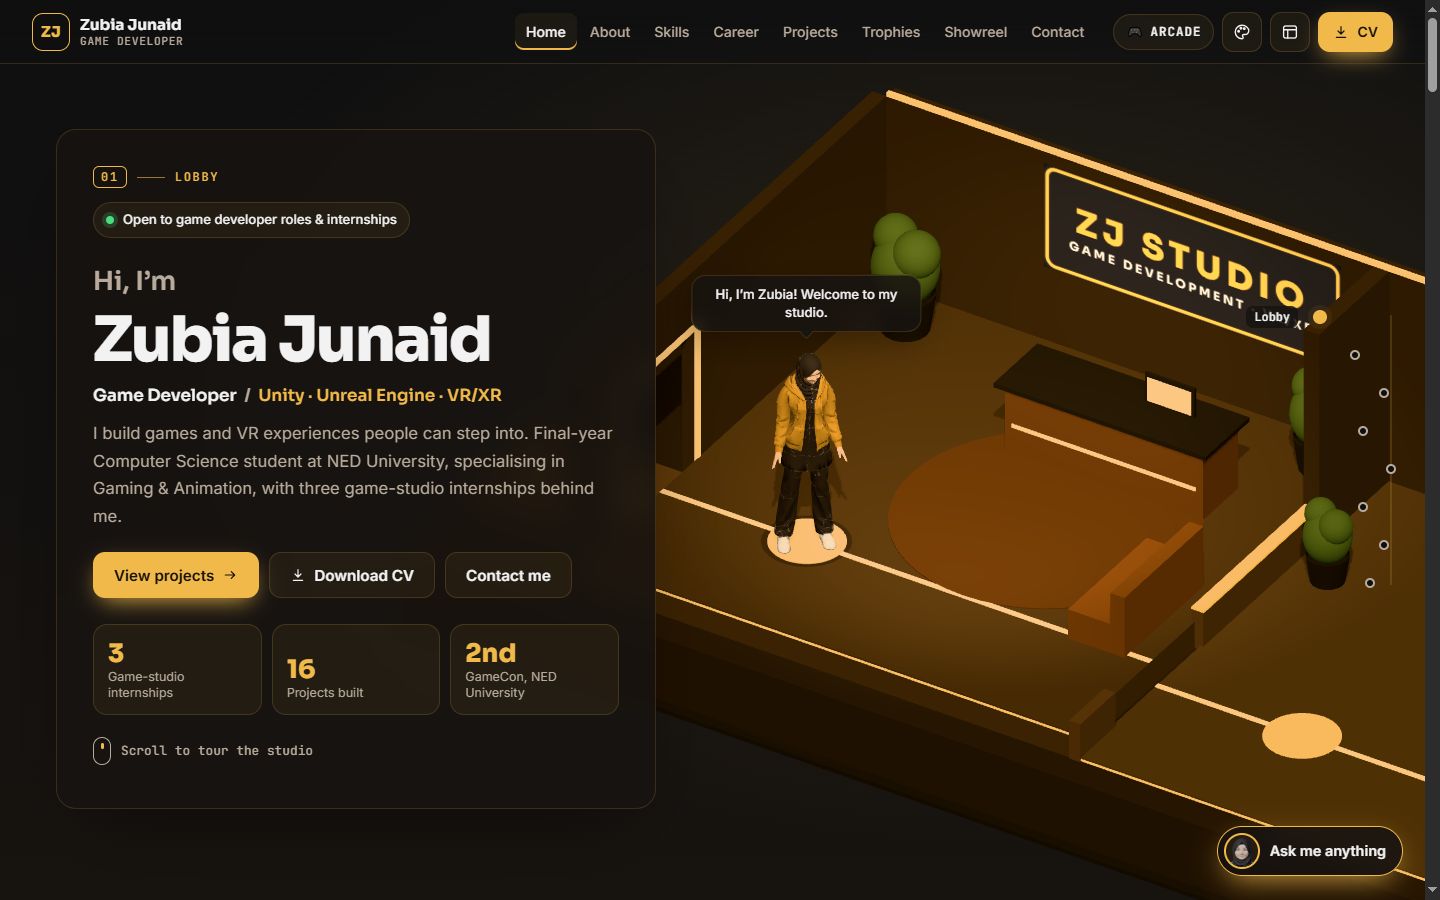 ZJ
Zubia Junaid
GAME DEVELOPER
Home
About
Skills
Career
Projects
Trophies
Showreel
Contact
ARCADE
CV
01
LOBBY
Open to game developer roles & internships
Hi, I’m
Zubia Junaid
Game Developer / Unity · Unreal Engine · VR/XR
I build games and VR experiences people can step into. Final-year
Computer Science student at NED University, specialising in
Gaming & Animation, with three game-studio internships behind
me.
View projects
Download CV
Contact me
3
Game-studio
internships
16
Projects built
2nd
GameCon, NED
University
Scroll to tour the studio
Hi, I’m Zubia! Welcome to my
studio.
ZJ STUDIO
GAME DEVELOPMENT
Lobby
Ask me anything